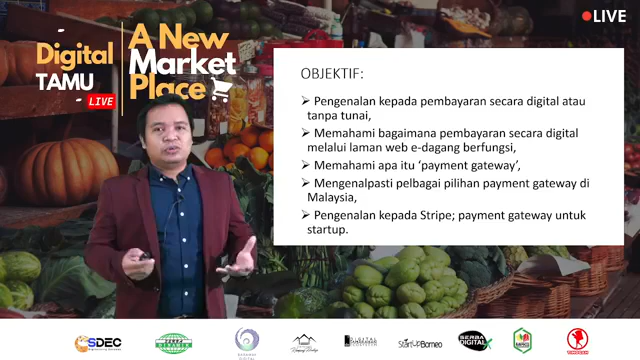 LIVE
Digital
TAMU
LIVE
A New
Market
Place
OBJEKTIF:
➢ Pengenalan kepada pembayaran secara digital atau
tanpa tunai,
➢ Memahami bagaimana pembayaran secara digital
melalui laman web e-dagang berfungsi,
➢ Memahami apa itu ‘payment gateway’,
➢ Mengenalpasti pelbagai pilihan payment gateway di
Malaysia,
➢ Pengenalan kepada Stripe; payment gateway untuk
startup.
SDEC
StartUpBorneo
SERBA
DIGITAL